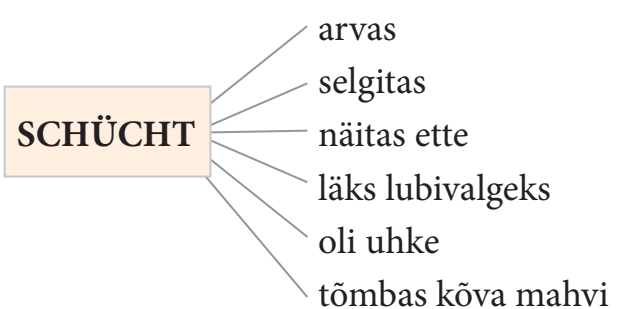 arvas
selgitas
SCHÜCHT
näitas ette
läks lubivalgeks
oli uhke
tõmbas kõva mahvi